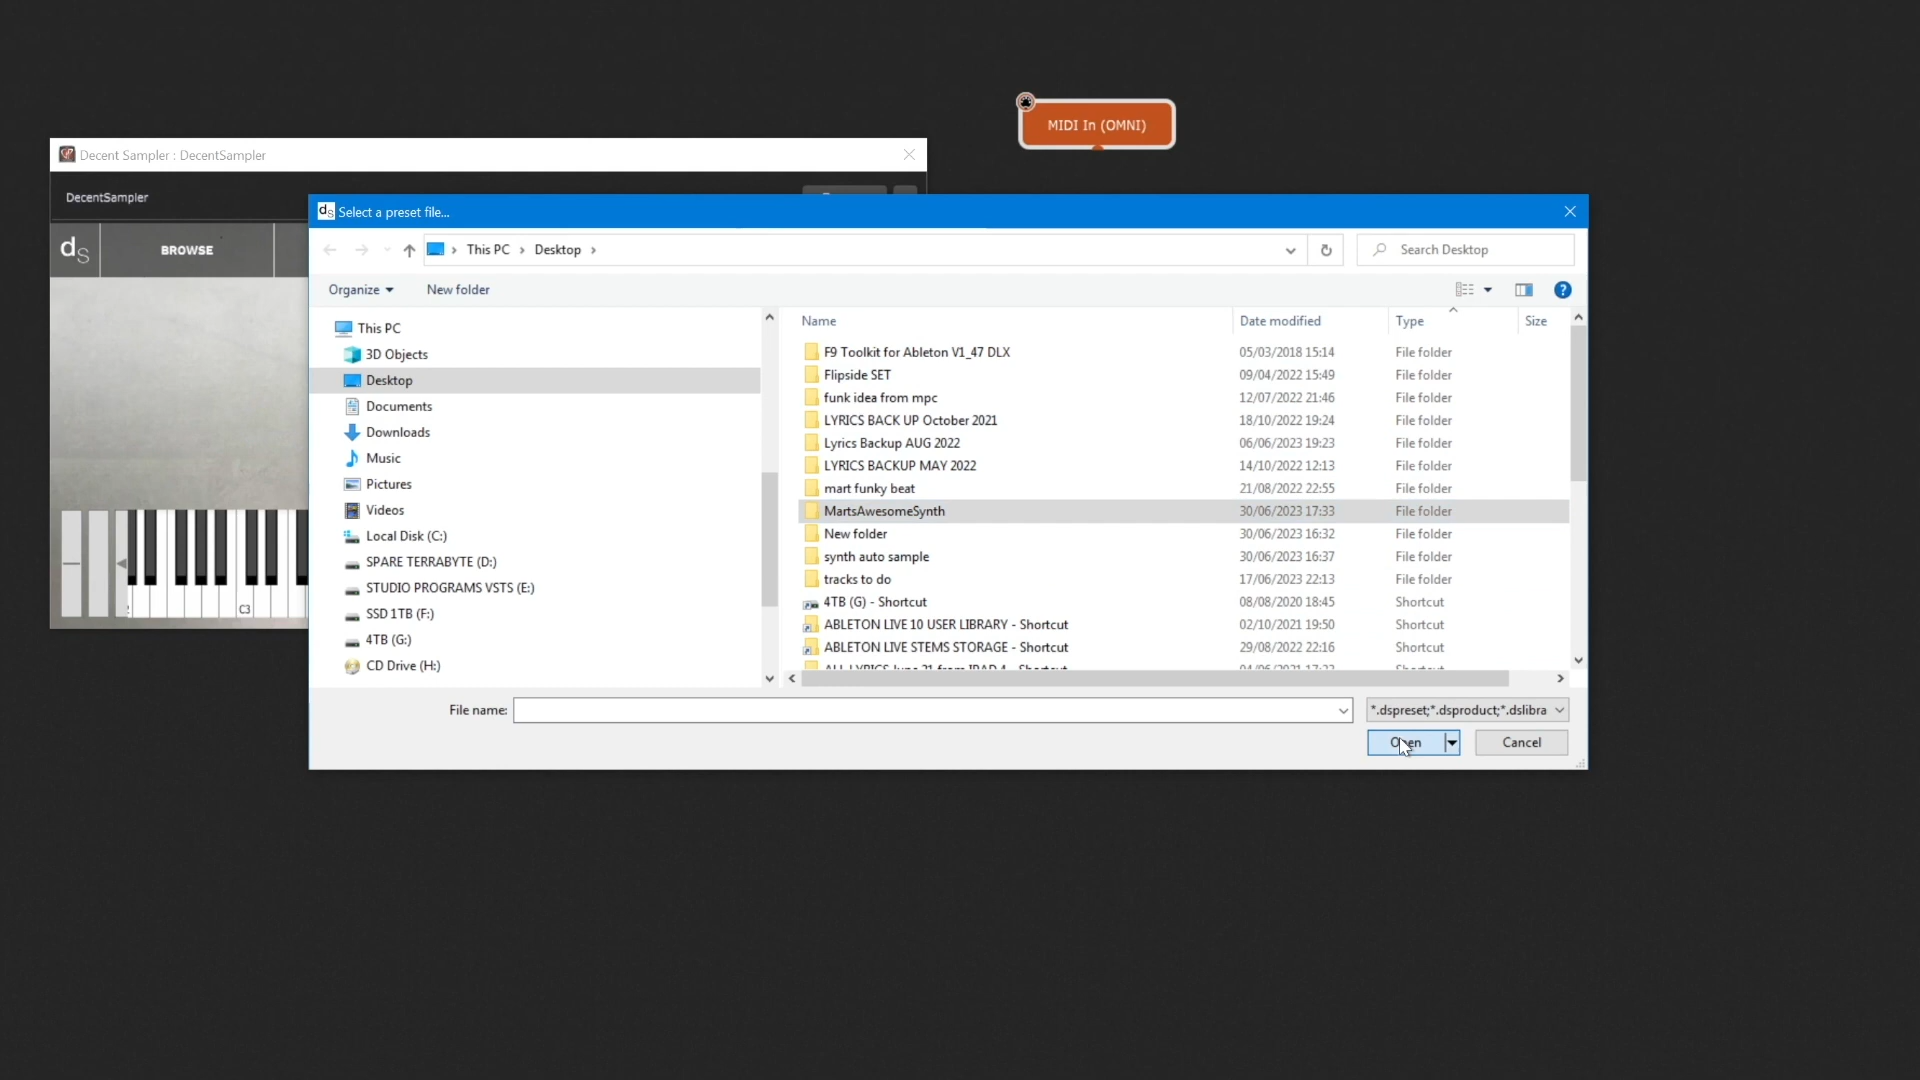 MIDI In (OMNI)
Decent Sampler : DecentSampler
DecentSampler
ds
BROWSE
C3
ds Select a preset file...
This PC > Desktop >
Search Desktop
Organize
New folder
This PC
3D Objects
Desktop
Documents
Downloads
Music
Pictures
Videos
Local Disk (C:)
SPARE TERRABYTE (D:)
STUDIO PROGRAMS VSTS (E:)
SSD 1TB (F:)
4TB (G:)
CD Drive (H:)
Name Date modified Type Size
F9 Toolkit for Ableton V1_47 DLX 05/03/2018 15:14 File folder
Flipside SET 09/04/2022 15:49 File folder
funk idea from mpc 12/07/2022 21:46 File folder
LYRICS BACK UP October 2021 18/10/2022 19:24 File folder
Lyrics Backup AUG 2022 06/06/2023 19:23 File folder
LYRICS BACKUP MAY 2022 14/10/2022 12:13 File folder
mart funky beat 21/08/2022 22:55 File folder
MartsAwesomeSynth 30/06/2023 17:33 File folder
New folder 30/06/2023 16:32 File folder
synth auto sample 30/06/2023 16:37 File folder
tracks to do 17/06/2023 22:13 File folder
4TB (G) - Shortcut 08/08/2020 18:45 Shortcut
ABLETON LIVE 10 USER LIBRARY - Shortcut 02/10/2021 19:50 Shortcut
ABLETON LIVE STEMS STORAGE - Shortcut 29/08/2022 22:16 Shortcut
File name:
*.dspreset;*.dsproduct;*.dslibra
Open
Cancel